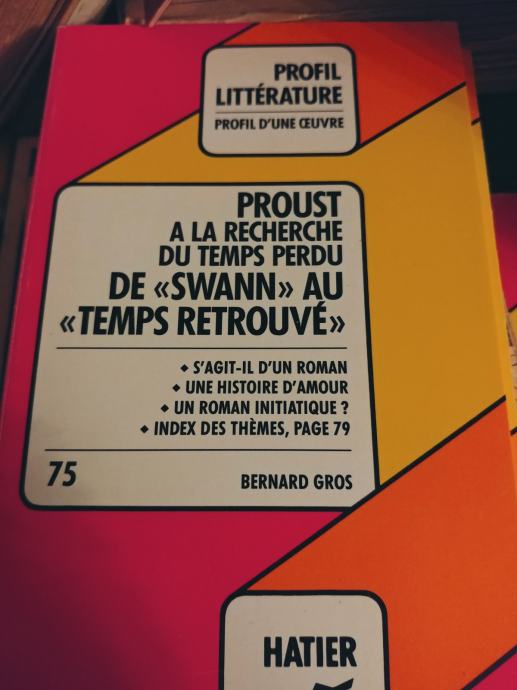 PROFIL
LITTÉRATURE
PROFIL D'UNE ŒUVRE
PROUST
A LA RECHERCHE
DU TEMPS PERDU
DE «SWANN» AU
«TEMPS RETROUVÉ»
◆ S'AGIT-IL D'UN ROMAN
◆ UNE HISTOIRE D'AMOUR
◆ UN ROMAN INITIATIQUE ?
◆ INDEX DES THÈMES, PAGE 79
75
BERNARD GROS
HATIER